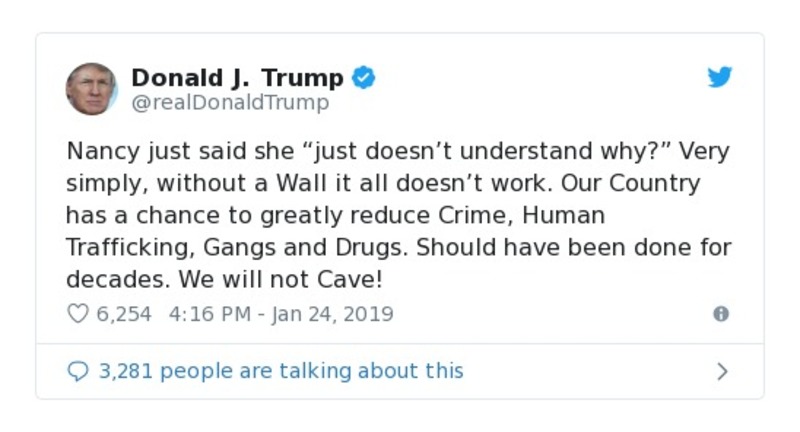 Donald J. Trump
@realDonaldTrump
Nancy just said she “just doesn’t understand why?” Very
simply, without a Wall it all doesn’t work. Our Country
has a chance to greatly reduce Crime, Human
Trafficking, Gangs and Drugs. Should have been done for
decades. We will not Cave!
6,254 4:16 PM - Jan 24, 2019
3,281 people are talking about this